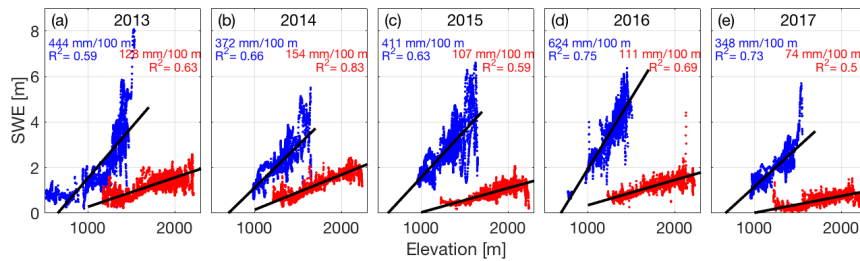 (a) 2013
444 mm/100 m
R2 = 0.59
128 mm/100 m
R2 = 0.63
(b) 2014
372 mm/100 m
R2 = 0.66
154 mm/100 m
R2 = 0.83
(c) 2015
411 mm/100 m
R2 = 0.63
107 mm/100 m
R2 = 0.59
(d) 2016
624 mm/100 m
R2 = 0.75
111 mm/100 m
R2 = 0.69
(e) 2017
348 mm/100 m
R2 = 0.73
74 mm/100 m
R2 = 0.5
SWE [m]
8
6
4
2
0
1000 2000
1000 2000
1000 2000
1000 2000
1000 2000
Elevation [m]